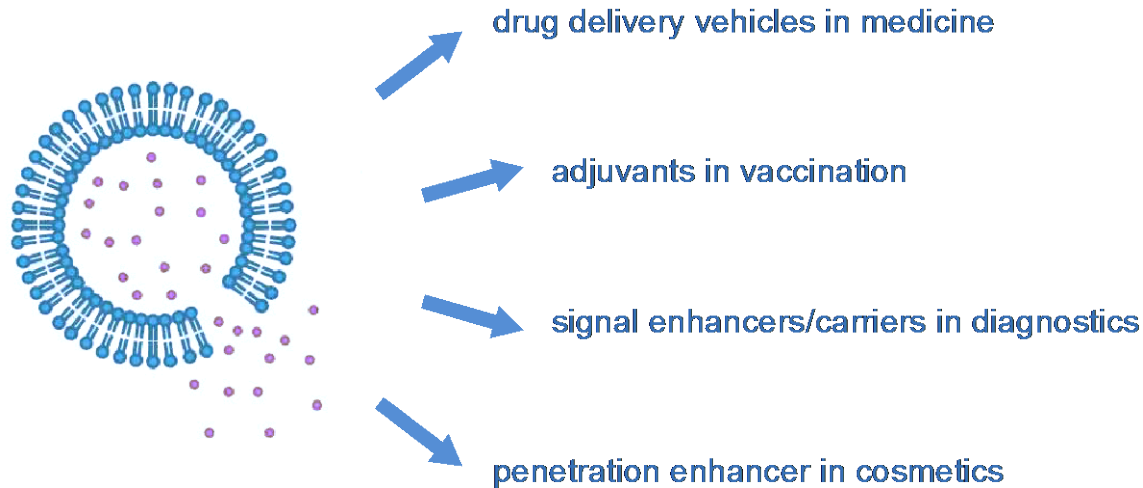 drug delivery vehicles in medicine
adjuvants in vaccination
signal enhancers/carriers in diagnostics
penetration enhancer in cosmetics